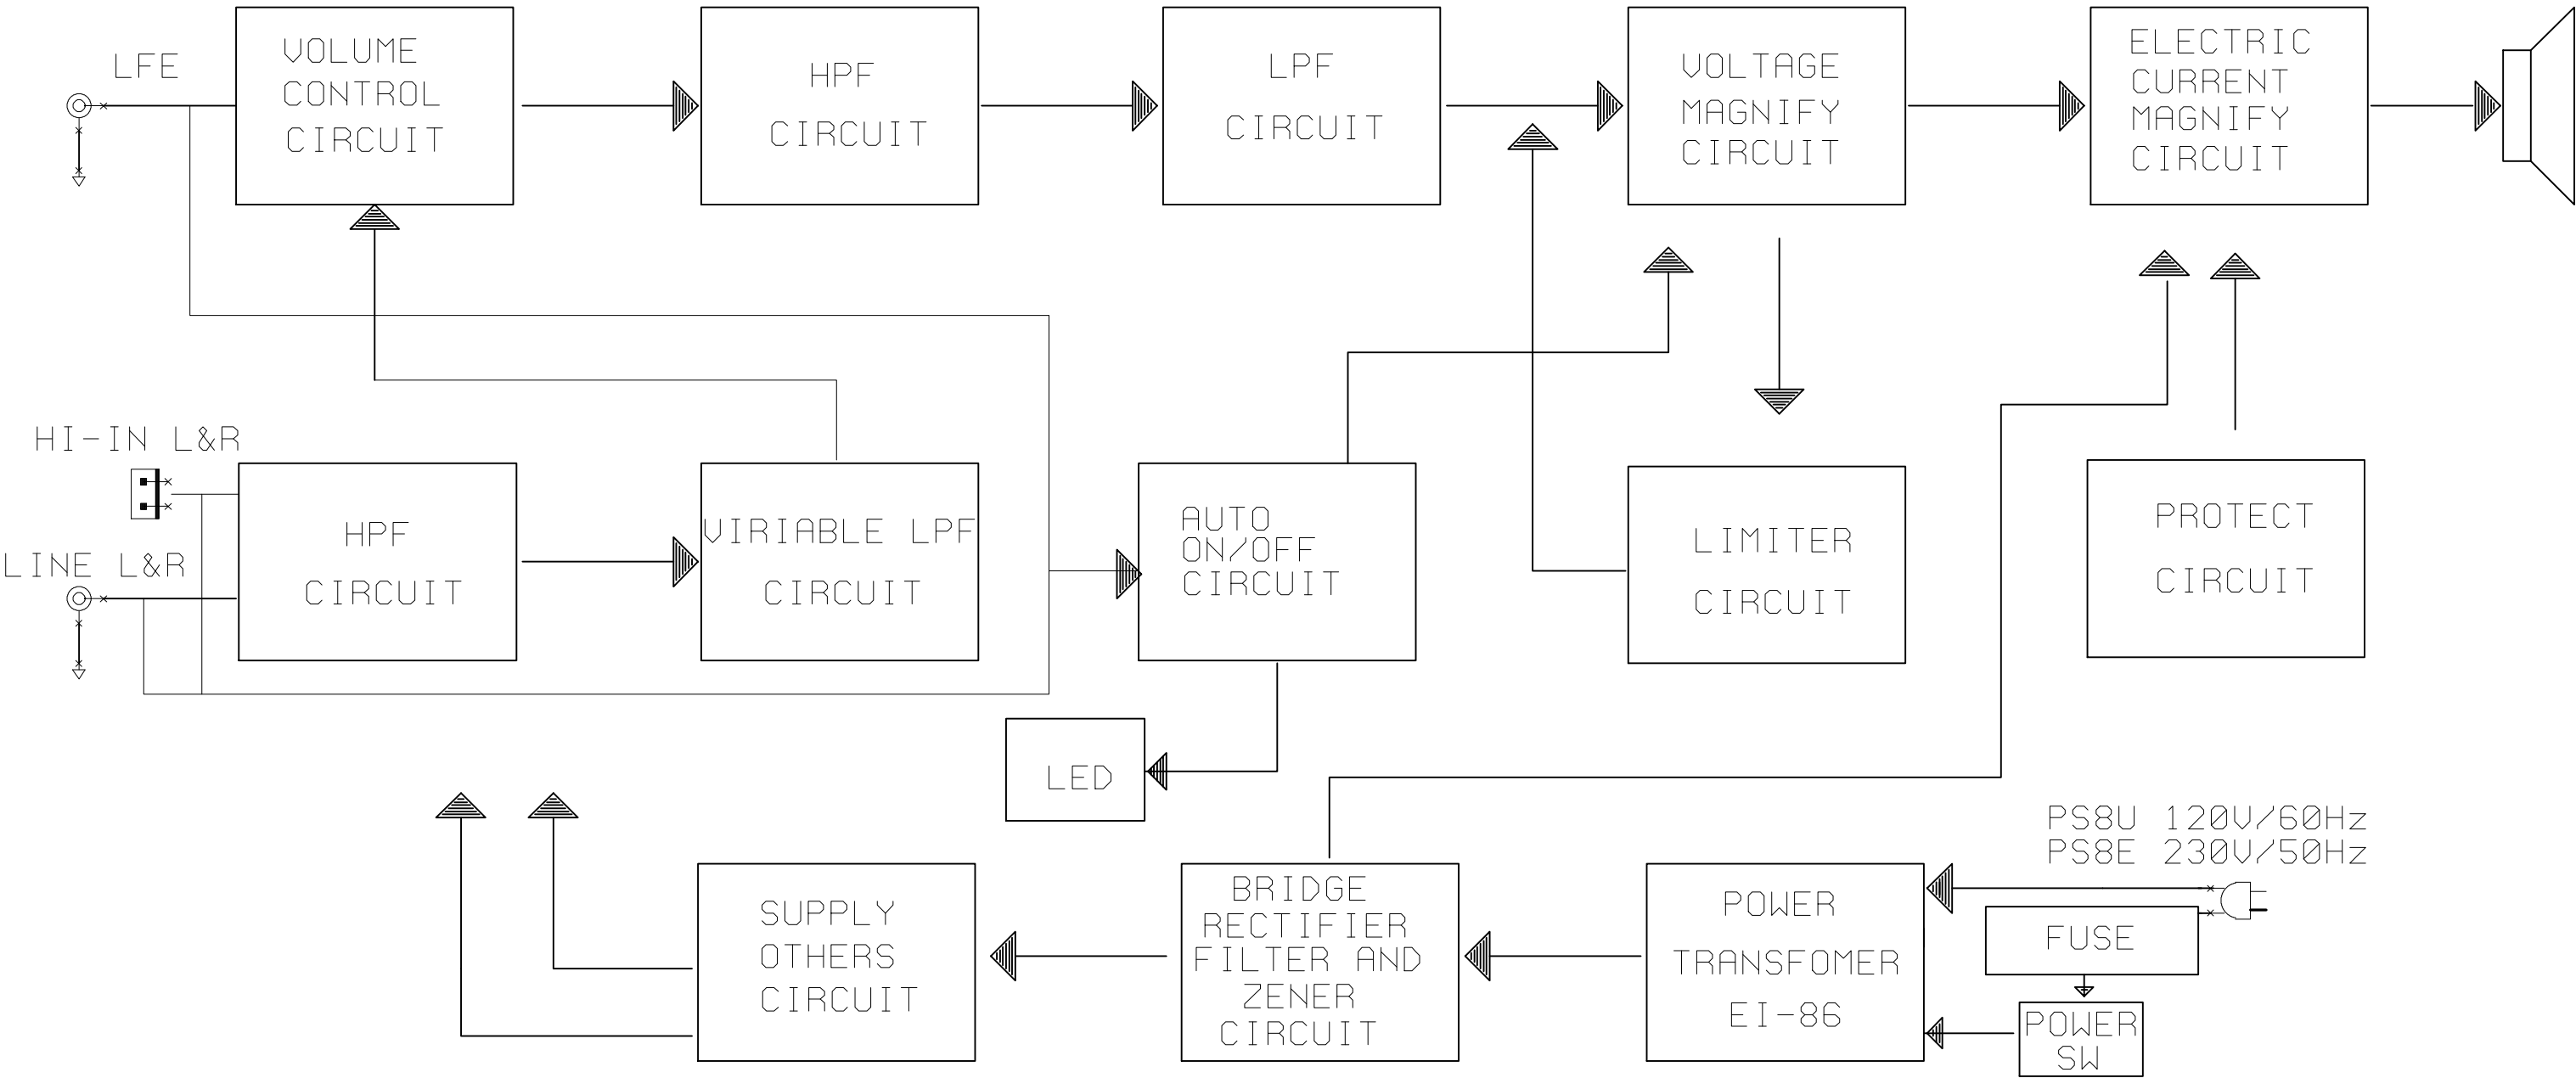 LFE
VOLUME
CONTROL
CIRCUIT
HPF
CIRCUIT
LPF
CIRCUIT
VOLTAGE
MAGNIFY
CIRCUIT
ELECTRIC
CURRENT
MAGNIFY
CIRCUIT
HI-IN L&R
LINE L&R
HPF
CIRCUIT
VIRIABLE LPF
CIRCUIT
AUTO
ON/OFF
CIRCUIT
LIMITER
CIRCUIT
PROTECT
CIRCUIT
LED
SUPPLY
OTHERS
CIRCUIT
BRIDGE
RECTIFIER
FILTER AND
ZENER
CIRCUIT
POWER
TRANSFOMER
EI-86
PS8U 120V/60Hz
PS8E 230V/50Hz
FUSE
POWER
SW